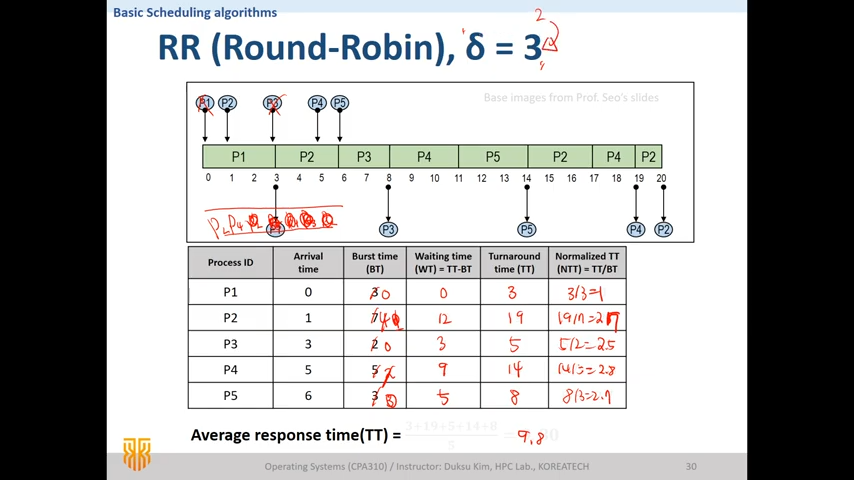 Basic Scheduling algorithms
RR (Round-Robin), δ = 3
2
Base images from Prof. Seo's slides
P1 P2 P3 P4 P5
P1 P2 P3 P4 P5 P2 P4 P2
0 1 2 3 4 5 6 7 8 9 10 11 12 13 14 15 16 17 18 19 20
P2 P4
P3 P5 P4 P2
Process ID Arrival time Burst time (BT) Waiting time (WT) = TT-BT Turnaround time (TT) Normalized TT (NTT) = TT/BT
P1 0 3 0 0 3 3/3=1
P2 1 7 4 12 19 19/7=2.7
P3 3 2 0 3 5 5/2=2.5
P4 5 5 2 9 14 14/5=2.8
P5 6 3 5 8 8/3=2.7
Average response time(TT) = 3+19+5+14+8 / 5 = 9.8
Operating Systems (CPA310) / Instructor: Duksu Kim, HPC Lab., KOREATECH
30